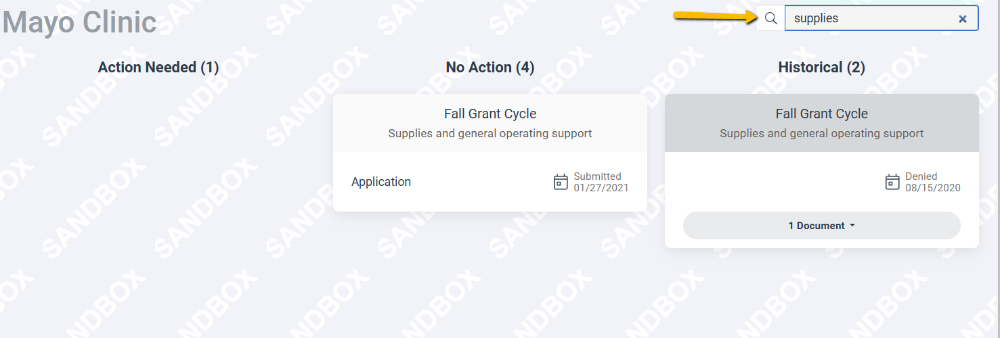 Mayo Clinic
supplies
Action Needed (1)
No Action (4)
Historical (2)
Fall Grant Cycle
Supplies and general operating support
Application
Submitted
01/27/2021
Fall Grant Cycle
Supplies and general operating support
Denied
08/15/2020
1 Document
SANDBOX